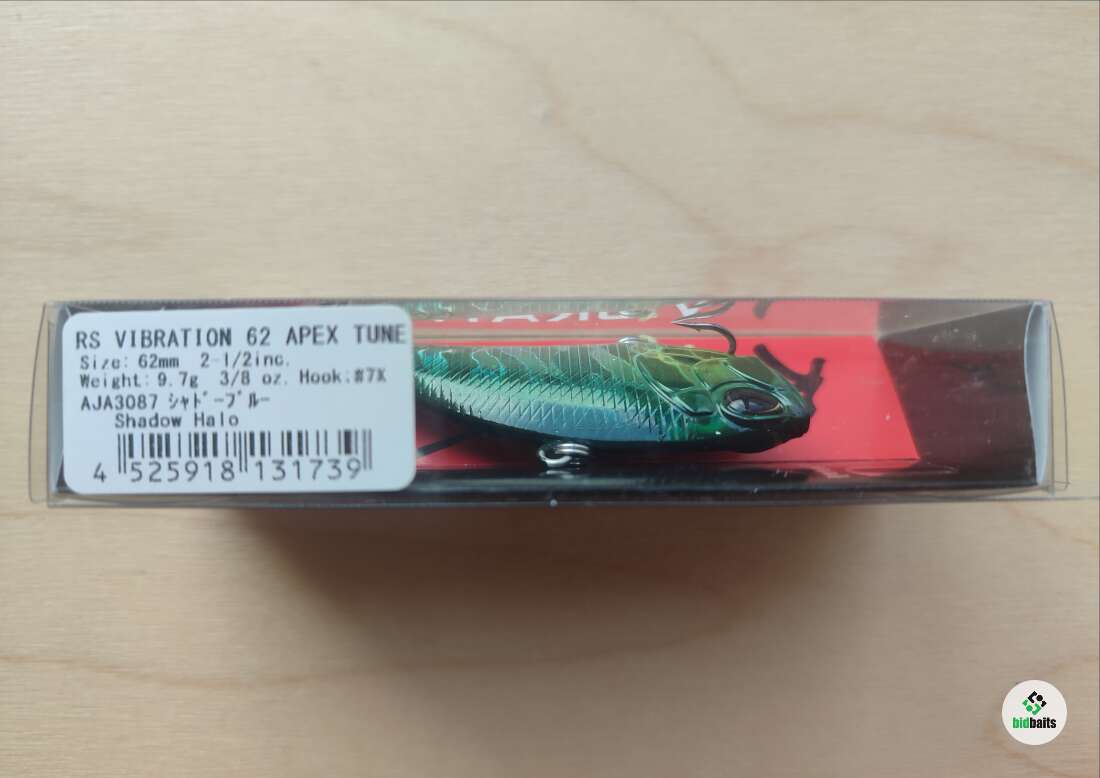 RS VIBRATION 62 APEX TUNE
Size: 62mm 2-1/2inc.
Weight: 9.7g 3/8 oz. Hook:#7X
AJA3087 ｼｬﾄﾞｰﾌﾞﾙｰ
Shadow Halo
4 525918 131739
bidbaits